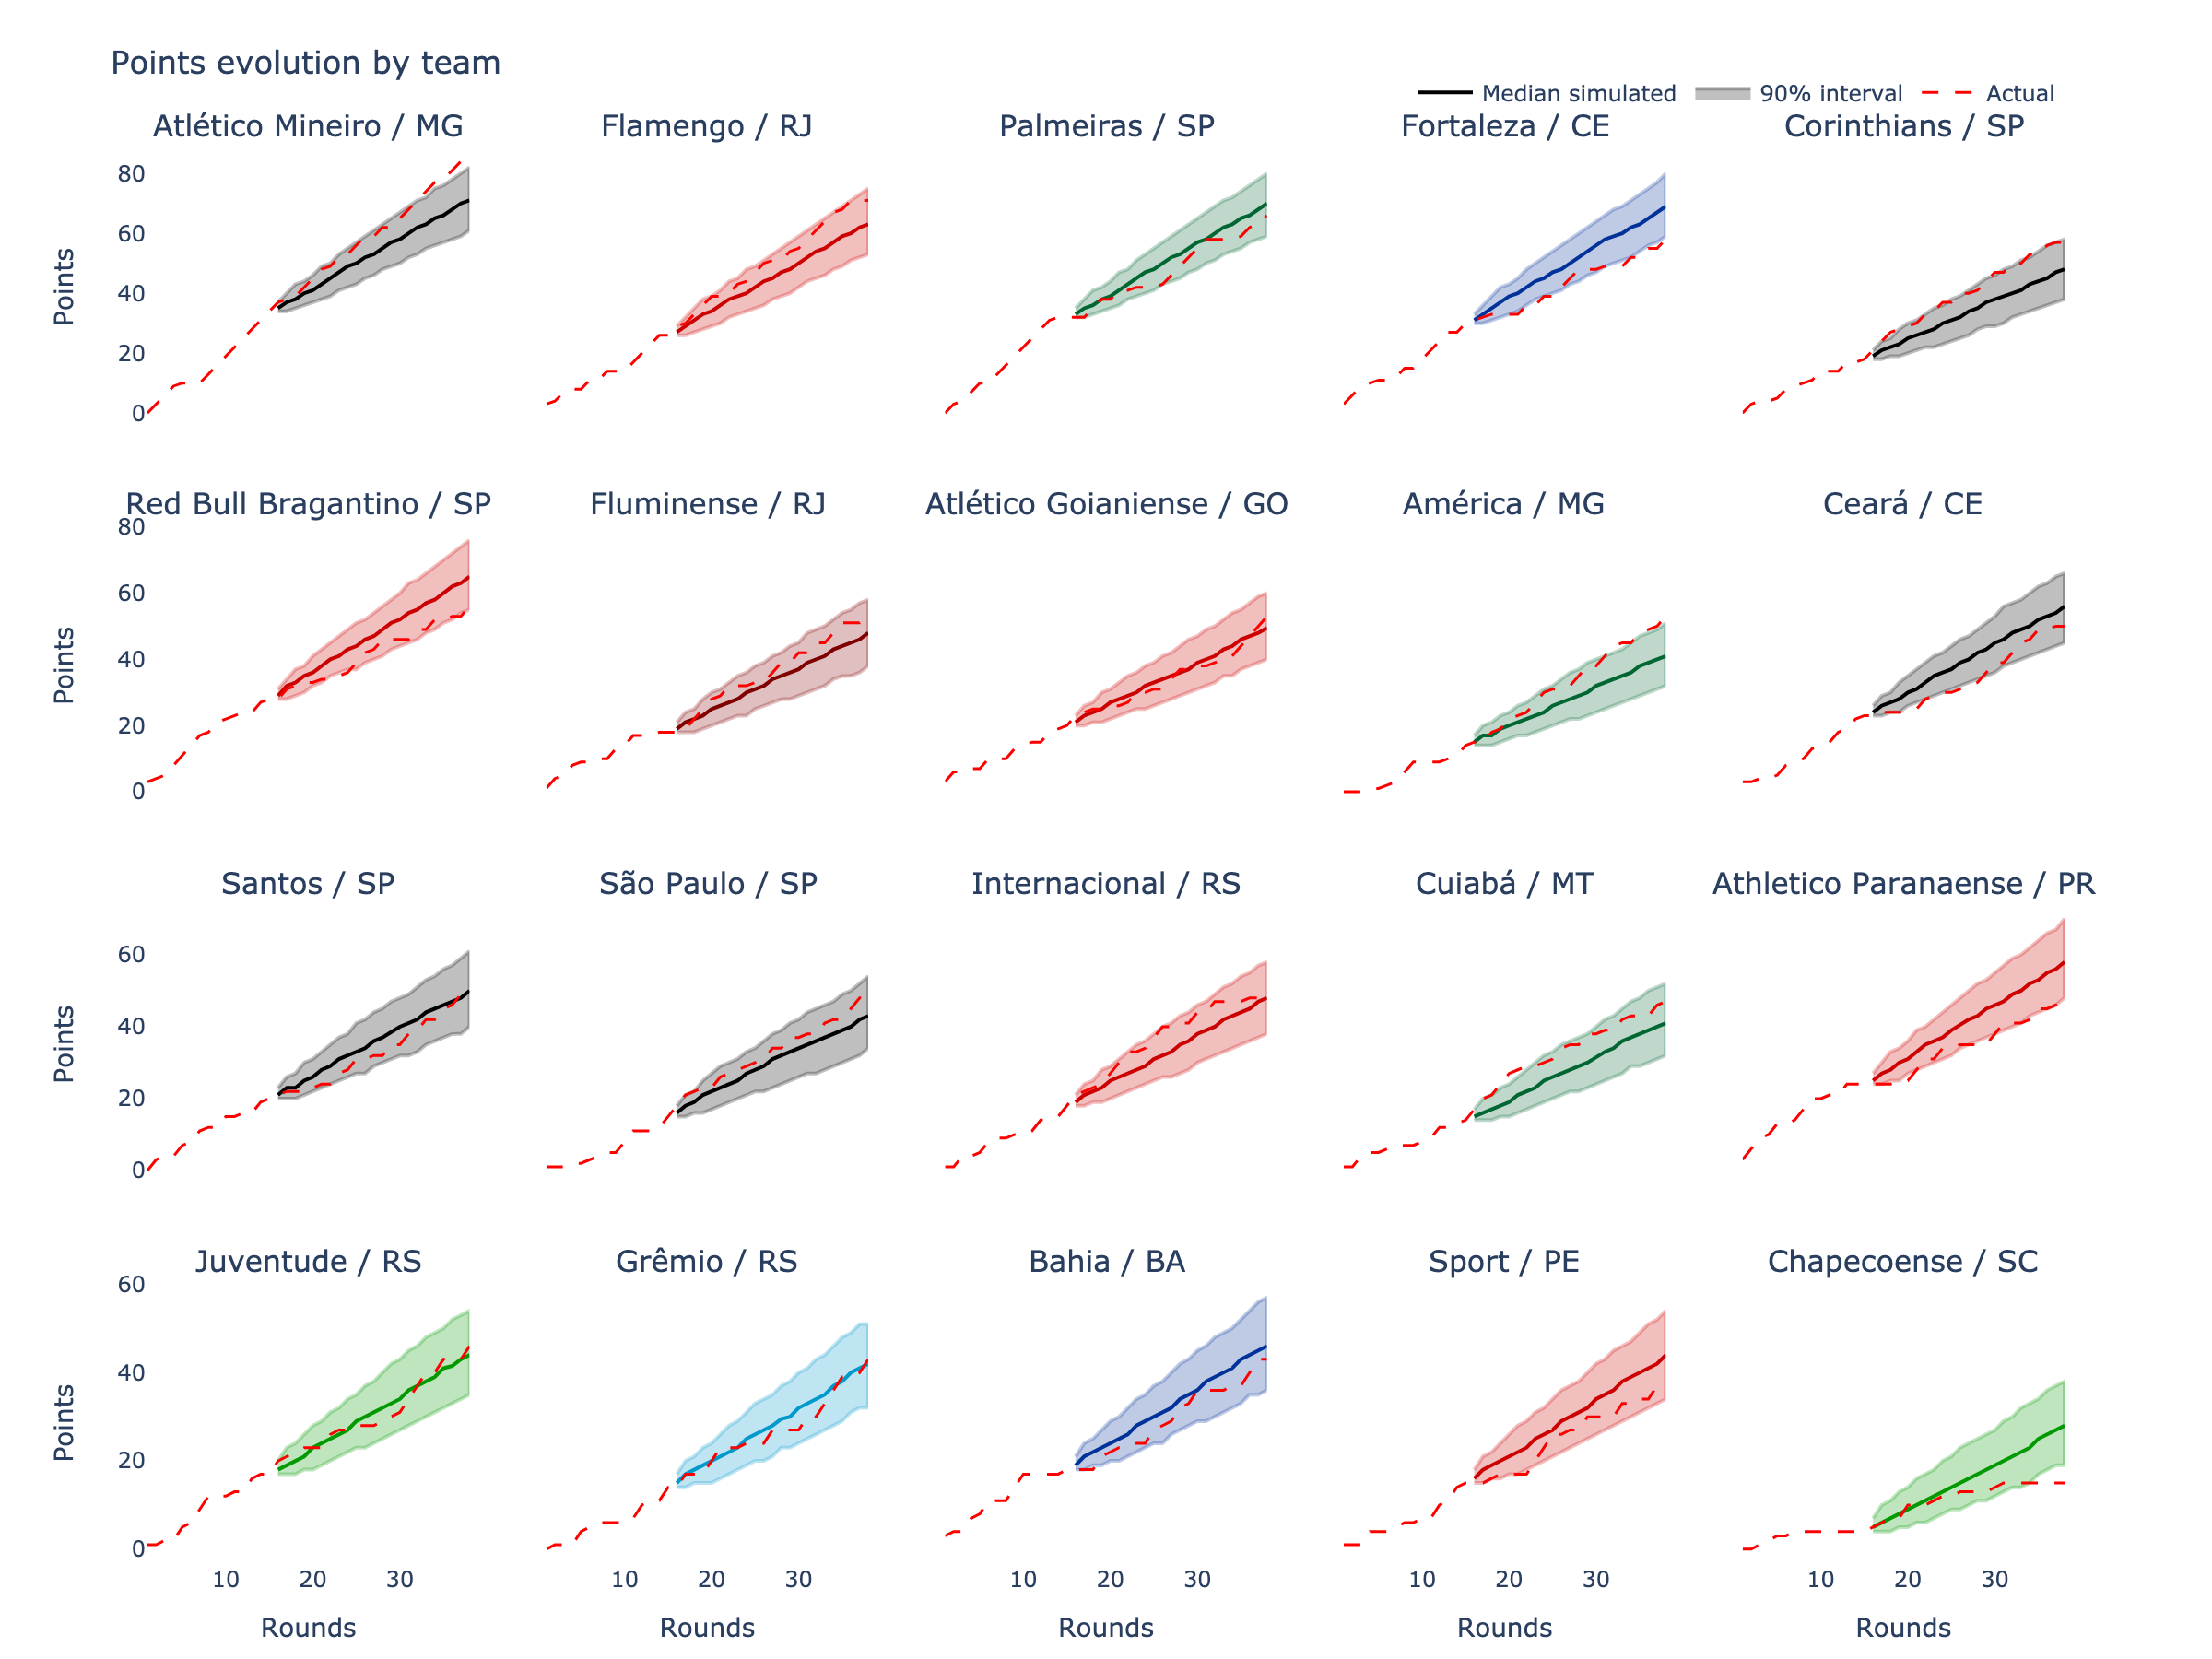 Points evolution by team
Median simulated 90% interval Actual
Atlético Mineiro / MG Flamengo / RJ Palmeiras / SP Fortaleza / CE Corinthians / SP
80
60
40
20
0
Points
Red Bull Bragantino / SP Fluminense / RJ Atlético Goianiense / GO América / MG Ceará / CE
80
60
40
20
0
Points
Santos / SP São Paulo / SP Internacional / RS Cuiabá / MT Athletico Paranaense / PR
60
40
20
0
Points
Juventude / RS Grêmio / RS Bahia / BA Sport / PE Chapecoense / SC
60
40
20
0
Points
10 20 30 10 20 30 10 20 30 10 20 30 10 20 30
Rounds Rounds Rounds Rounds Rounds